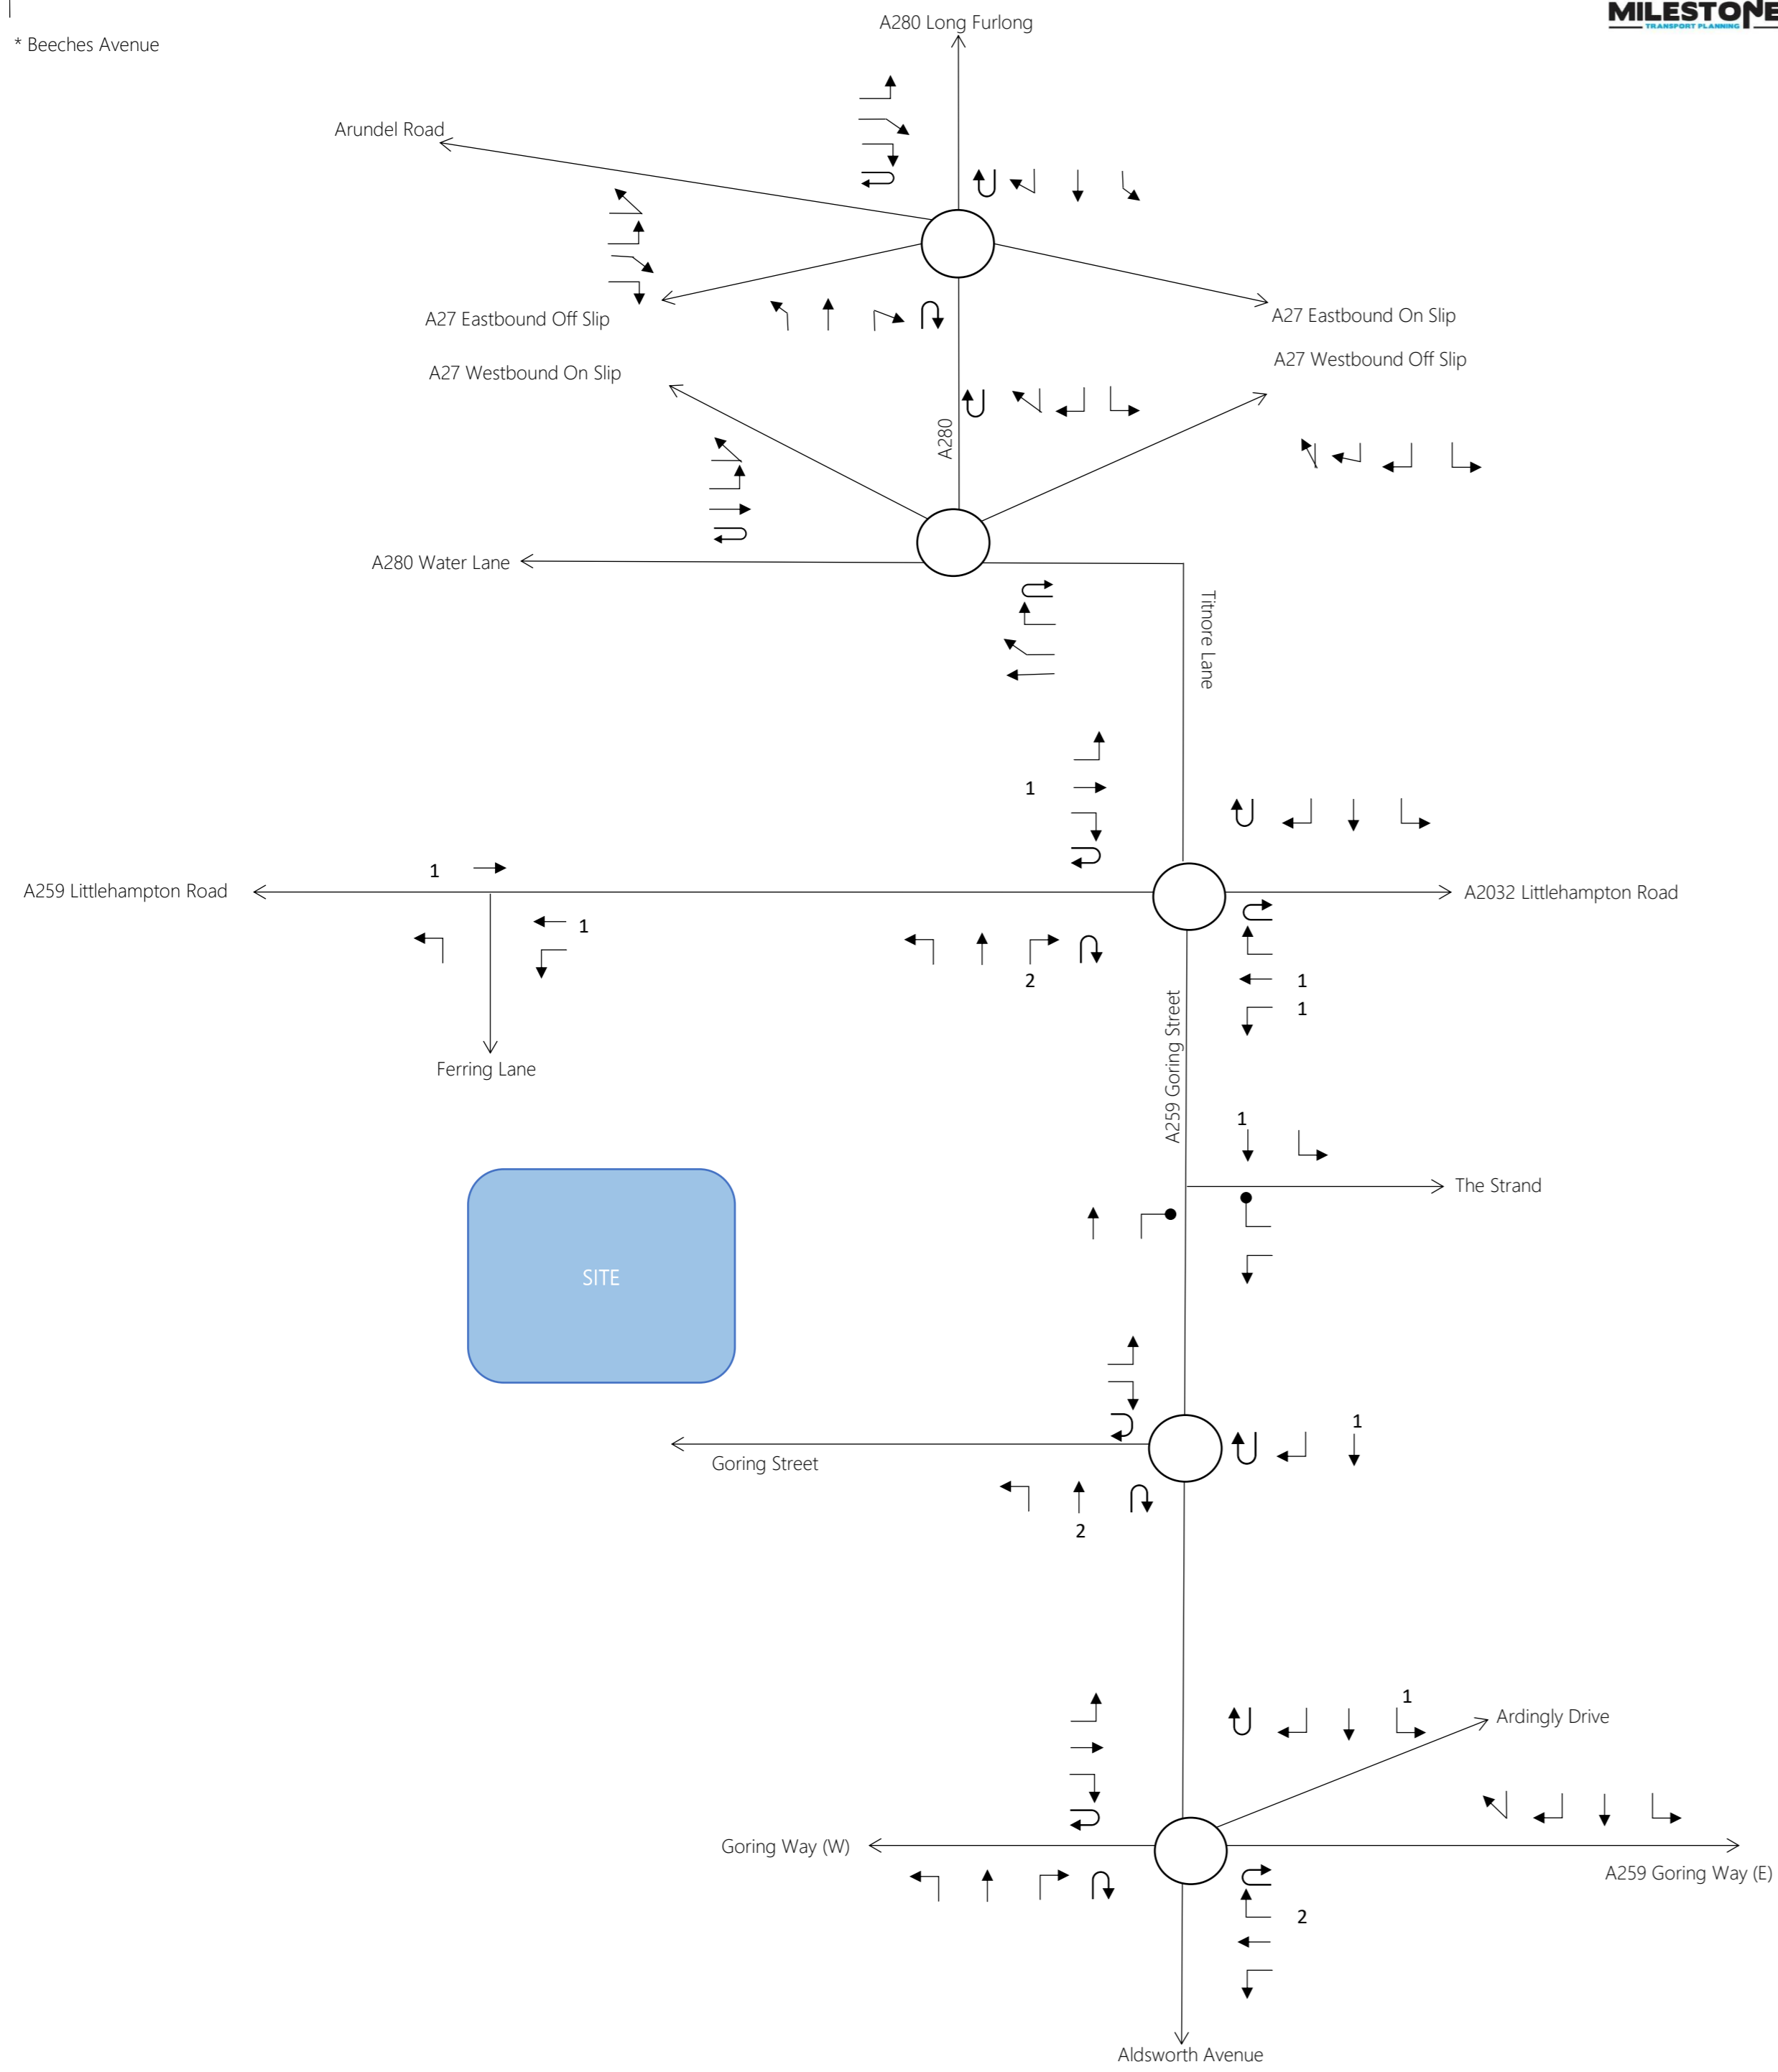 MILESTONE
TRANSPORT PLANNING
* Beeches Avenue
A280 Long Furlong
Arundel Road
A27 Eastbound Off Slip
A27 Eastbound On Slip
A27 Westbound On Slip
A27 Westbound Off Slip
A280
A280 Water Lane
Titnore Lane
1
1
A259 Littlehampton Road
A2032 Littlehampton Road
1
2
1
1
A259 Goring Street
Ferring Lane
1
The Strand
SITE
1
Goring Street
2
1
Ardingly Drive
Goring Way (W)
A259 Goring Way (E)
2
Aldsworth Avenue